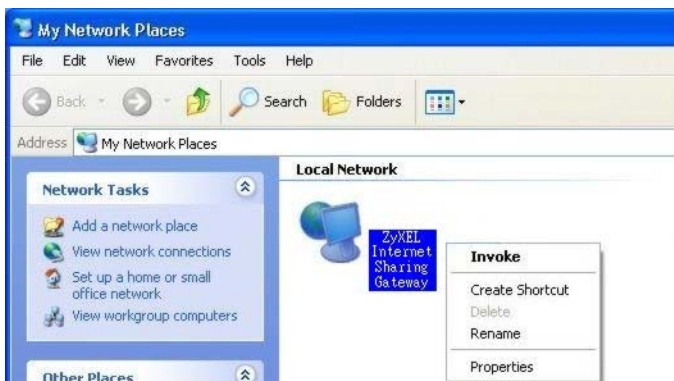 My Network Places
File Edit View Favorites Tools Help
Back Search Folders
Address My Network Places
Network Tasks
Add a network place
View network connections
Set up a home or small
office network
View workgroup computers
Other Places
Local Network
ZyXEL
Internet
Sharing
Gateway
Invoke
Create Shortcut
Delete
Rename
Properties